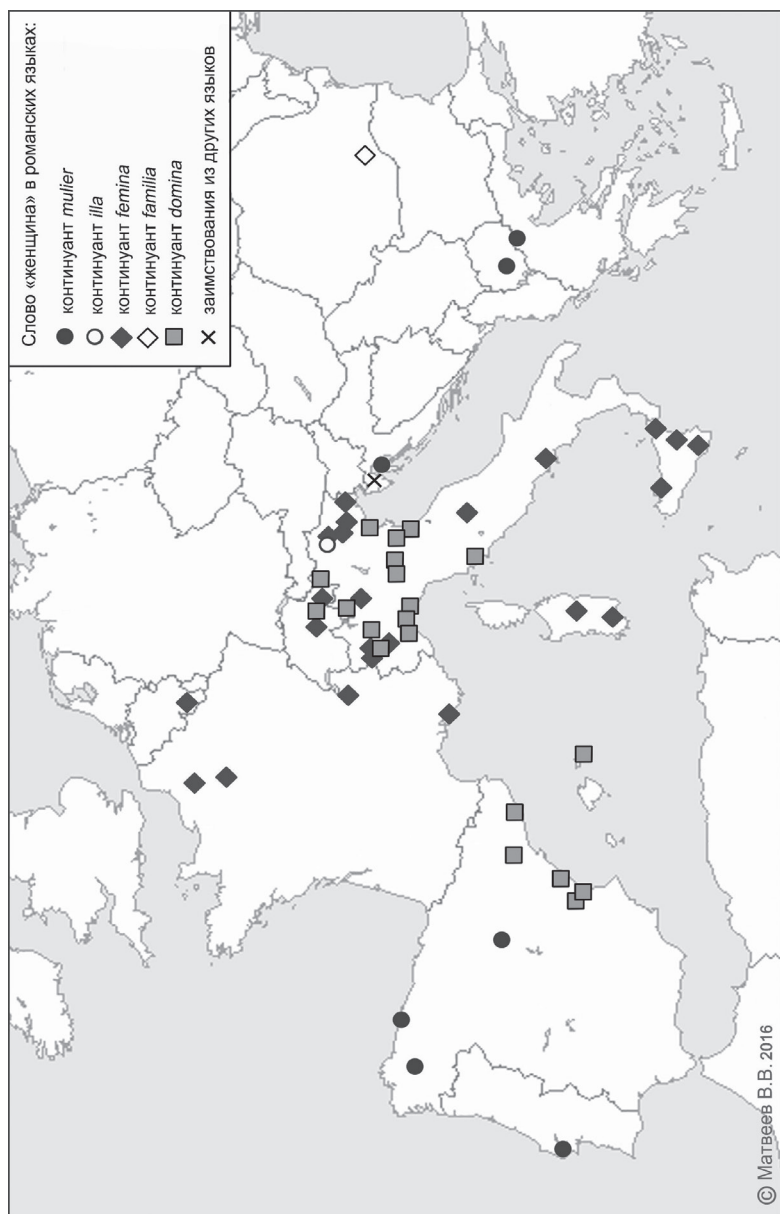 Слово «женщина» в романских языках:
континуант mulier
континуант illa
континуант femina
континуант familia
континуант domina
заимствования из других языков
© Матвеев В.В. 2016